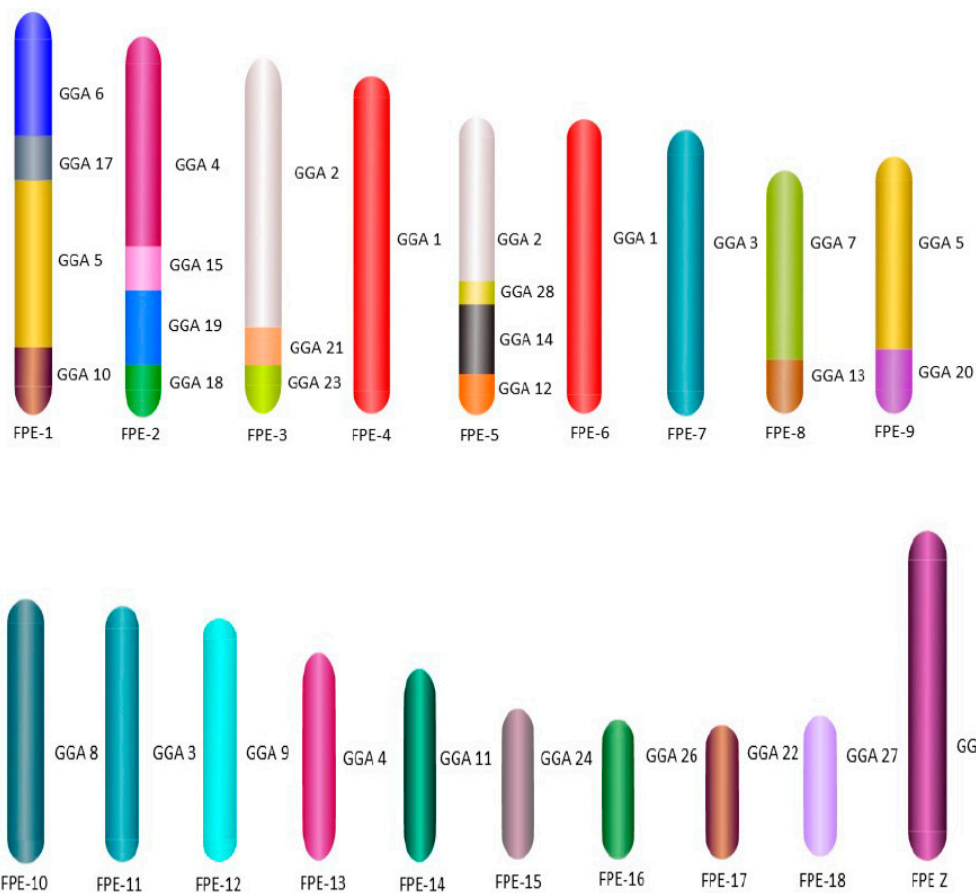 GGA 6
GGA 17
GGA 5
GGA 10
FPE-1
GGA 4
GGA 15
GGA 19
GGA 18
FPE-2
GGA 2
GGA 21
GGA 23
FPE-3
GGA 1
FPE-4
GGA 2
GGA 28
GGA 14
GGA 12
FPE-5
GGA 1
FPE-6
GGA 3
FPE-7
GGA 7
GGA 13
FPE-8
GGA 5
GGA 20
FPE-9
GGA 8
FPE-10
GGA 3
FPE-11
GGA 9
FPE-12
GGA 4
FPE-13
GGA 11
FPE-14
GGA 24
FPE-15
GGA 26
FPE-16
GGA 22
FPE-17
GGA 27
FPE-18
FPE Z